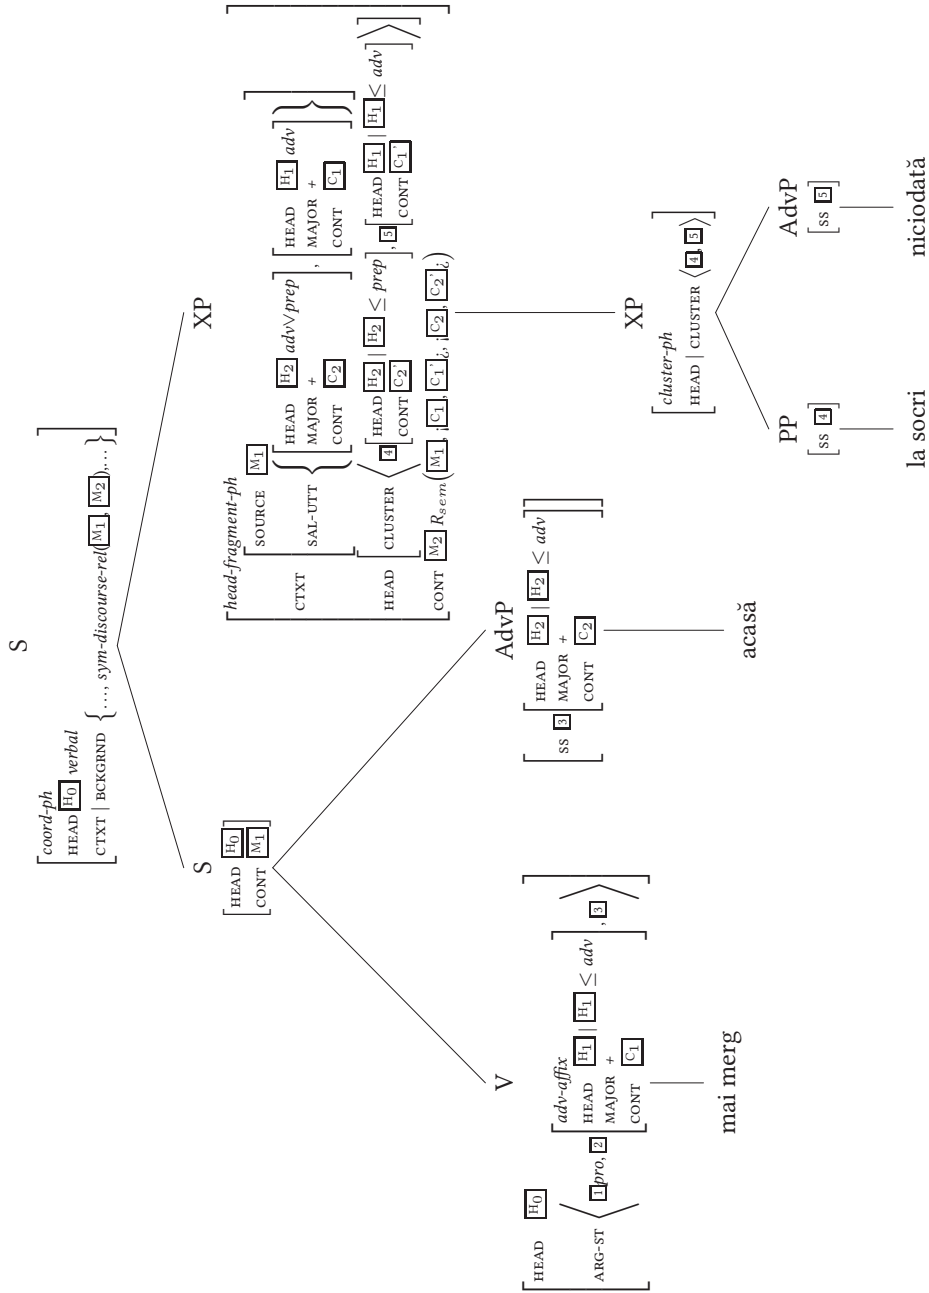 S
coord-ph
HEAD H0 verbal
CTXT | BCKGRND {…, sym-discourse-rel(M1, M2),…}
S XP
HEAD H0
CONT M1
head-fragment-ph
SOURCE M1
HEAD H2 adv∨prep HEAD H1 adv
CTXT SAL-UTT { MAJOR + , MAJOR + }
CONT C2 CONT C1
HEAD CLUSTER ⟨ 4 HEAD H2 | H2 ≤ prep , 5 HEAD H1 | H1 ≤ adv ⟩
CONT C2' CONT C1'
CONT M2 Rsem(M1, ¡C1, C1'¿, ¡C2, C2'¿)
V AdvP XP
HEAD H0
adv-affix
HEAD H1 | H1 ≤ adv
ARG-ST ⟨ 1 pro, 2 MAJOR + , 3 ⟩
CONT C1
HEAD H2 | H2 ≤ adv
SS 3 MAJOR +
CONT C2
cluster-ph
HEAD | CLUSTER ⟨4, 5⟩
mai merg acasă
PP AdvP
SS 4 SS 5
la socri niciodată